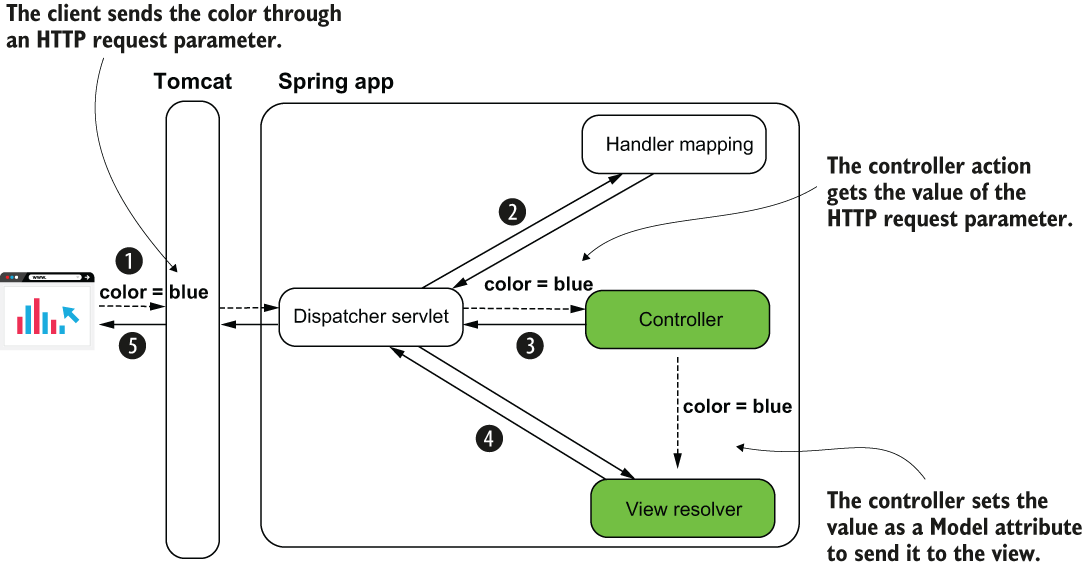 The client sends the color through
an HTTP request parameter.
Tomcat
Spring app
Handler mapping
The controller action
gets the value of the
HTTP request parameter.
2
1
www.
color = blue
color = blue
Dispatcher servlet
Controller
5
3
color = blue
4
View resolver
The controller sets the
value as a Model attribute
to send it to the view.